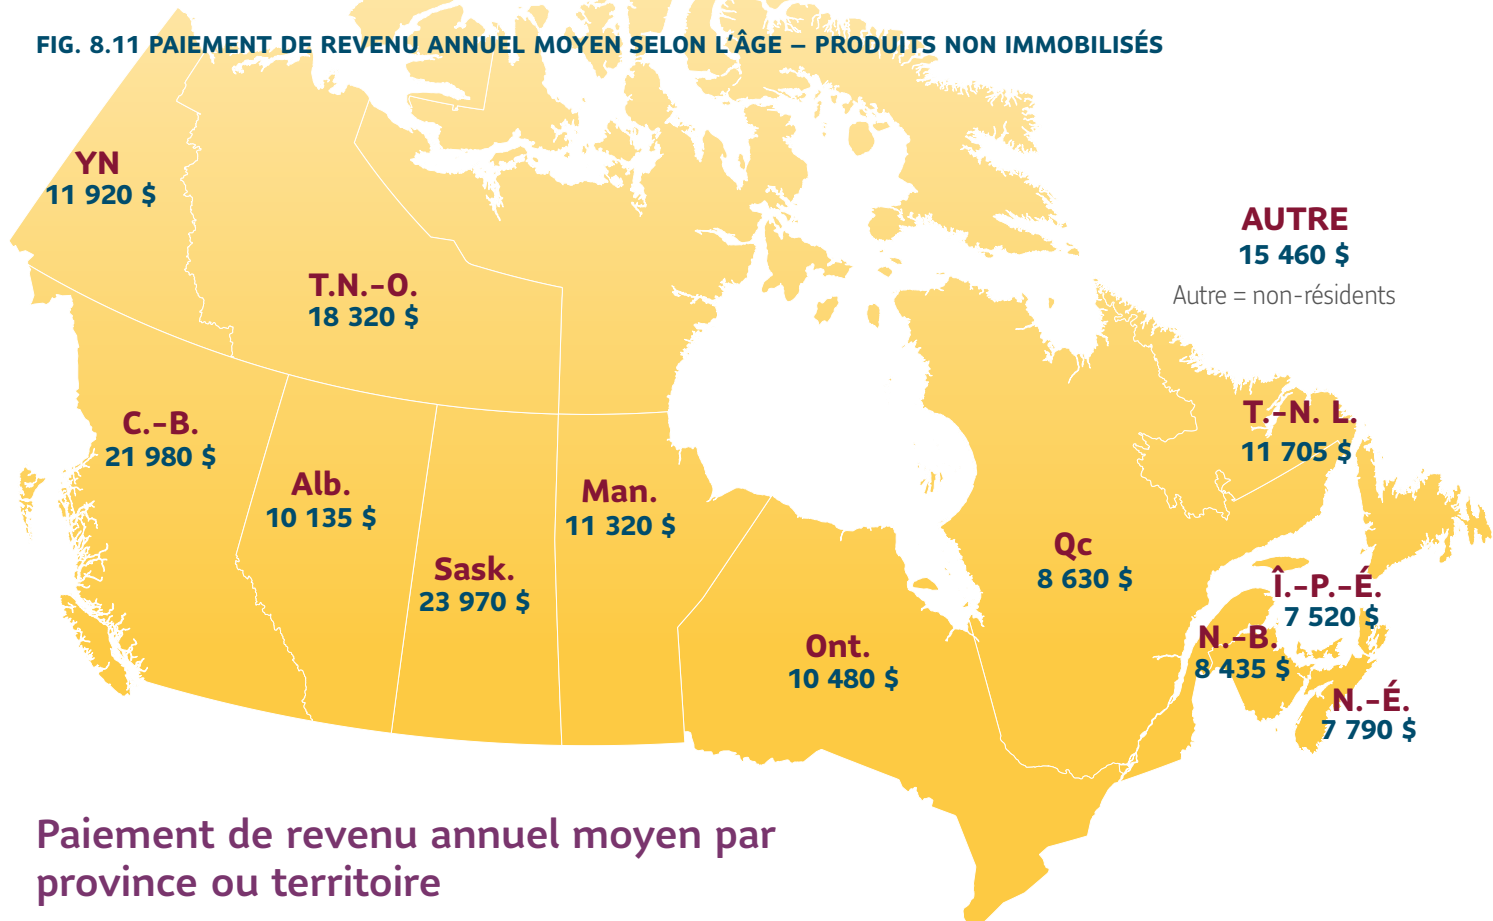 FIG. 8.11 PAIEMENT DE REVENU ANNUEL MOYEN SELON L'ÂGE – PRODUITS NON IMMOBILISÉS
YN
11 920 $
AUTRE
15 460 $
Autre = non-résidents
T.N.-O.
18 320 $
C.-B.
21 980 $
T.-N. L.
11 705 $
Alb.
10 135 $
Man.
11 320 $
Sask.
23 970 $
Qc
8 630 $
Î.-P.-É.
7 520 $
Ont.
10 480 $
N.-B.
8 435 $
N.-É.
7 790 $
Paiement de revenu annuel moyen par
province ou territoire